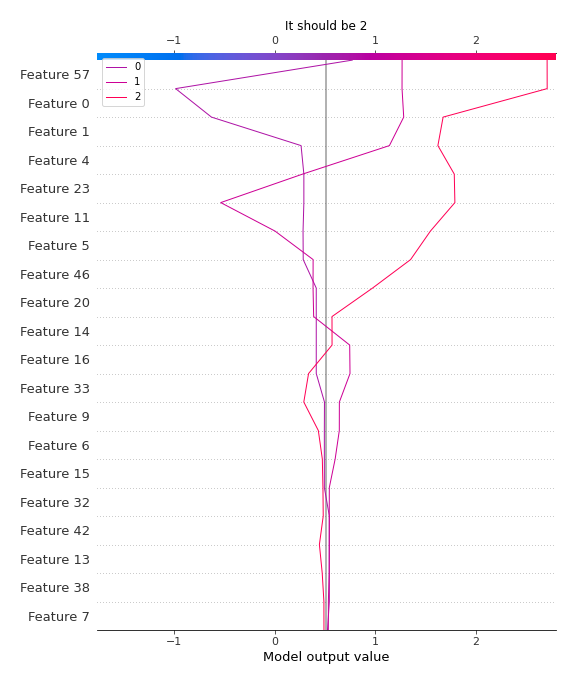 It should be 2
−1 0 1 2
0
1
2
Feature 57
Feature 0
Feature 1
Feature 4
Feature 23
Feature 11
Feature 5
Feature 46
Feature 20
Feature 14
Feature 16
Feature 33
Feature 9
Feature 6
Feature 15
Feature 32
Feature 42
Feature 13
Feature 38
Feature 7
−1 0 1 2
Model output value